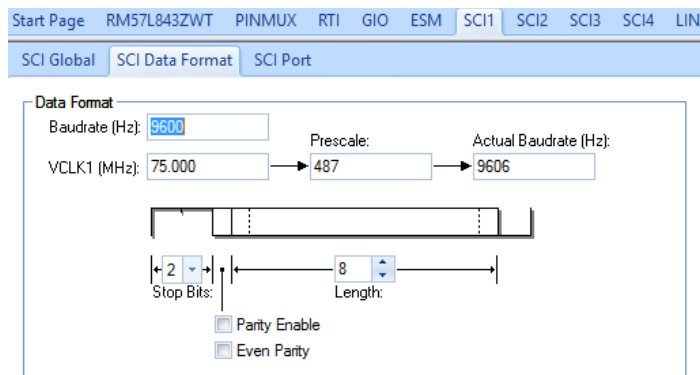 Start Page RM57L843ZWT PINMUX RTI GIO ESM SCI1 SCI2 SCI3 SCI4 LIN
SCI Global SCI Data Format SCI Port
Data Format
Baudrate (Hz): 9600
Prescale: Actual Baudrate (Hz):
VCLK1 (MHz): 75.000 487 9606
2 8
Stop Bits: Length:
Parity Enable
Even Parity